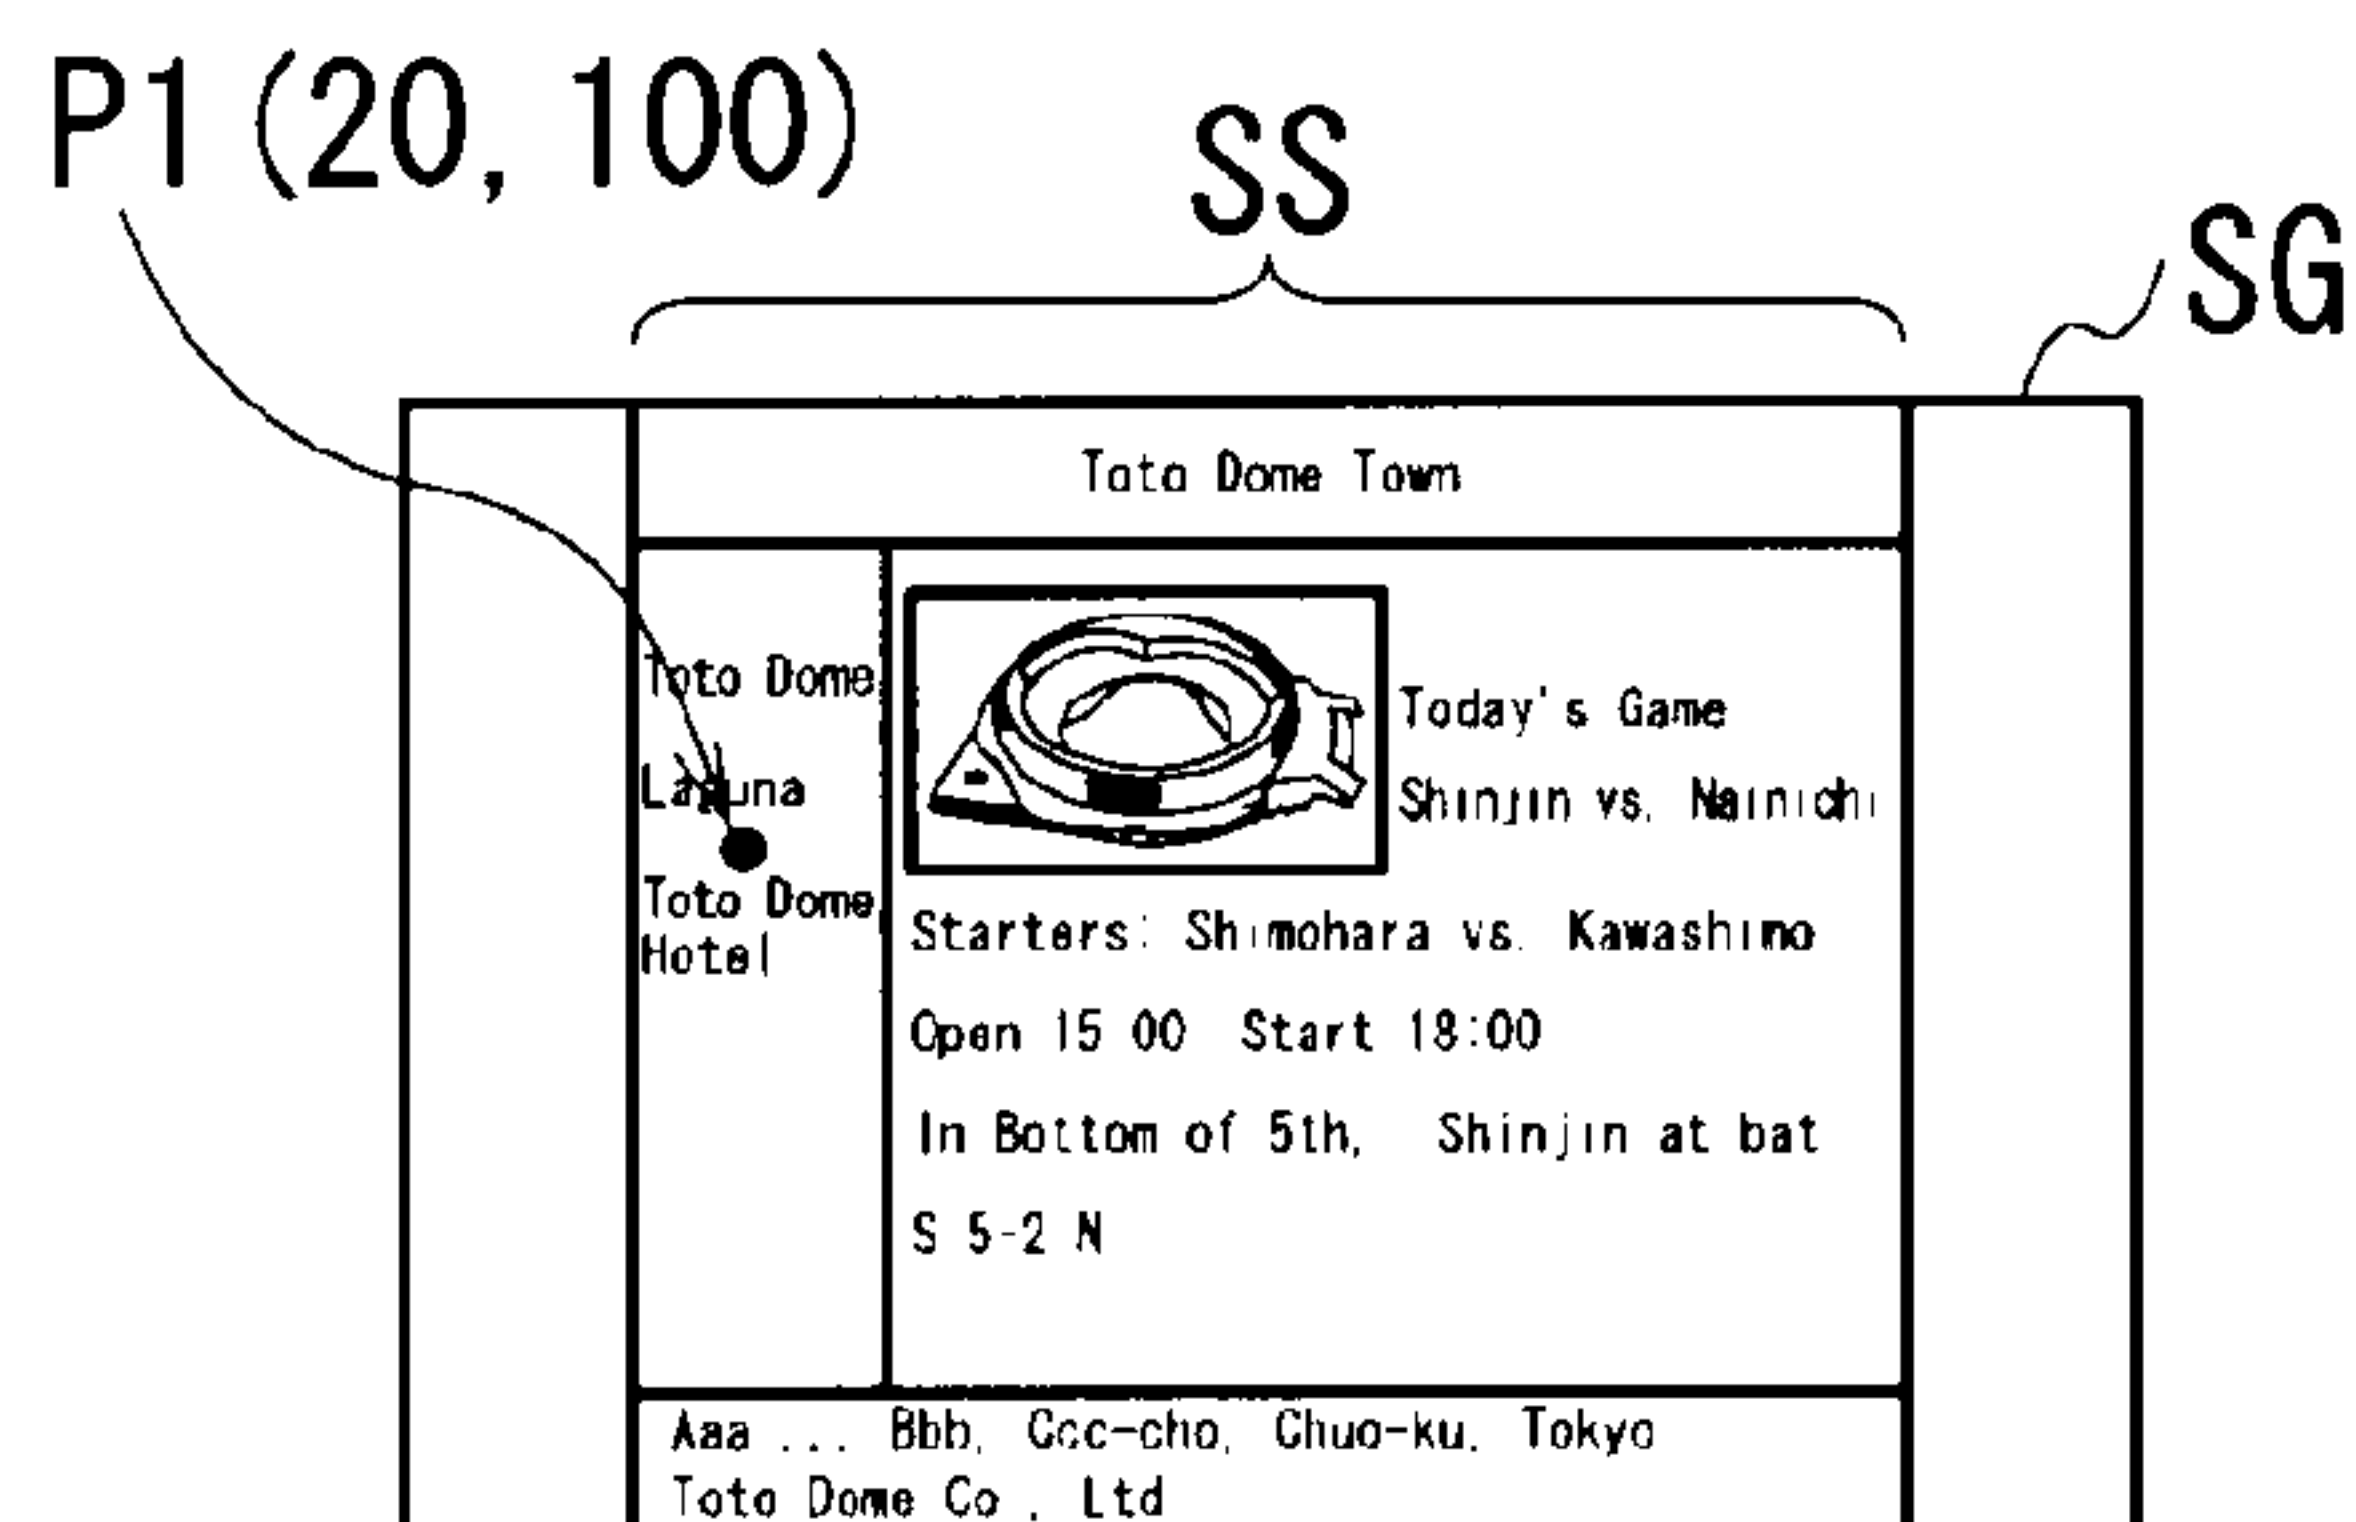 P1 (20, 100)
SS
SG
Toto Dome Town
Toto Dome
Laguna
Toto Dome
Hotel
Today's Game
Shinjin vs. Nainichi
Starters: Shimohara vs. Kawashimo
Open 15 00 Start 18:00
In Bottom of 5th, Shinjin at bat
S 5-2 N
Aaa ... Bbb, Ccc-cho, Chuo-ku, Tokyo
Toto Dome Co., Ltd